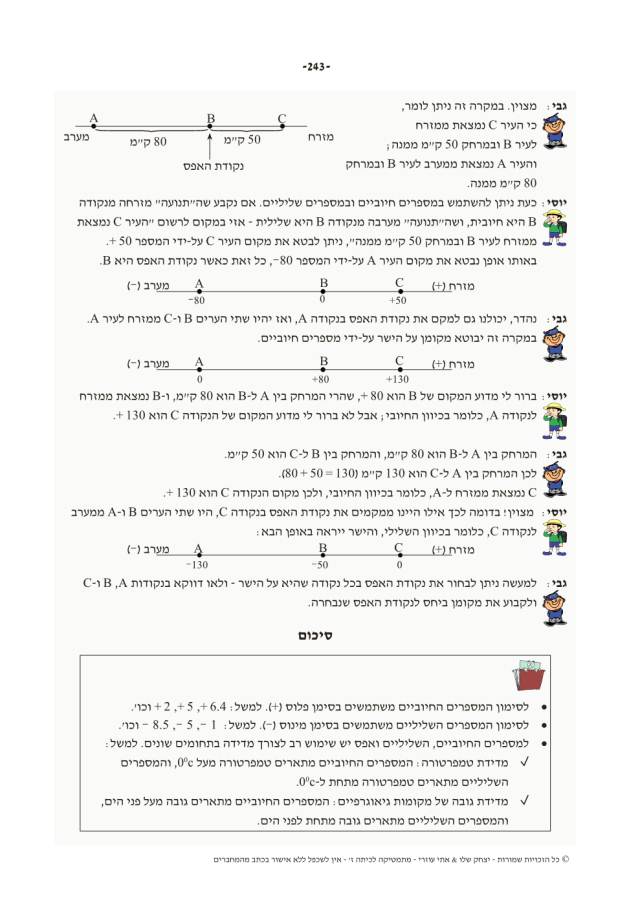 -243-
גבי: מצוין. במקרה זה ניתן לומר,
כי העיר C נמצאת ממזרח
לעיר B ובמרחק 50 ק״מ ממנה;
והעיר A נמצאת ממערב לעיר B ובמרחק
80 ק״מ ממנה.
A B C
מערב 80 ק״מ 50 ק״מ מזרח
נקודת האפס
יוסי: כעת ניתן להשתמש במספרים חיוביים ובמספרים שליליים. אם נקבע שה״תנועה״ מזרחה מנקודה
B היא חיובית, ושה״תנועה״ מערבה מנקודה B היא שלילית - אזי במקום לרשום ״העיר C נמצאת
ממזרח לעיר B ובמרחק 50 ק״מ ממנה״, ניתן לבטא את מקום העיר C על-ידי המספר 50 +.
באותו אופן נבטא את מקום העיר A על-ידי המספר 80−, כל זאת כאשר נקודת האפס היא B.
מערב (−) A B C מזרח (+)
−80 0 +50
גבי: נהדר, יכולנו גם למקם את נקודת האפס בנקודה A, ואז יהיו שתי הערים B ו-C ממזרח לעיר A.
במקרה זה יבוטא מקומן על הישר על-ידי מספרים חיוביים.
מערב (−) A B C מזרח (+)
0 +80 +130
יוסי: ברור לי מדוע המקום של B הוא 80 +, שהרי המרחק בין A ל-B הוא 80 ק״מ, ו-B נמצאת ממזרח
לנקודה A, כלומר בכיוון החיובי; אבל לא ברור לי מדוע המקום של הנקודה C הוא 130 +.
גבי: המרחק בין A ל-B הוא 80 ק״מ, והמרחק בין B ל-C הוא 50 ק״מ.
לכן המרחק בין A ל-C הוא 130 ק״מ (80 + 50 = 130).
C נמצאת ממזרח ל-A, כלומר בכיוון החיובי, ולכן מקום הנקודה C הוא 130 +.
יוסי: מצוין! בדומה לכך אילו היינו ממקמים את נקודת האפס בנקודה C, היו שתי הערים B ו-A ממערב
לנקודה C, כלומר בכיוון השלילי, והישר ייראה באופן הבא:
מערב (−) A B C מזרח (+)
−130 −50 0
גבי: למעשה ניתן לבחור את נקודת האפס בכל נקודה שהיא על הישר - ולאו דווקא בנקודות B ,A ו-C
ולקבוע את מקומן ביחס לנקודת האפס שנבחרה.
סיכום
• לסימון המספרים החיוביים משתמשים בסימן פלוס (+). למשל: 6.4 +, 5 +, 2 + וכו׳.
• לסימון המספרים השליליים משתמשים בסימן מינוס (−). למשל: 1 −, 5 −, 8.5 − וכו׳.
• למספרים החיוביים, השליליים ואפס יש שימוש רב לצורך מדידה בתחומים שונים. למשל:
√ מדידת טמפרטורה: המספרים החיוביים מתארים טמפרטורה מעל 0⁰c, והמספרים
השליליים מתארים טמפרטורה מתחת ל-0⁰c.
√ מדידת גובה של מקומות גיאוגרפיים: המספרים החיוביים מתארים גובה מעל פני הים,
והמספרים השליליים מתארים גובה מתחת לפני הים.
© כל הזכויות שמורות - יצחק שלו & אתי עוזרי - מתמטיקה לכיתה ז׳ - אין לשכפל ללא אישור בכתב מהמחברים